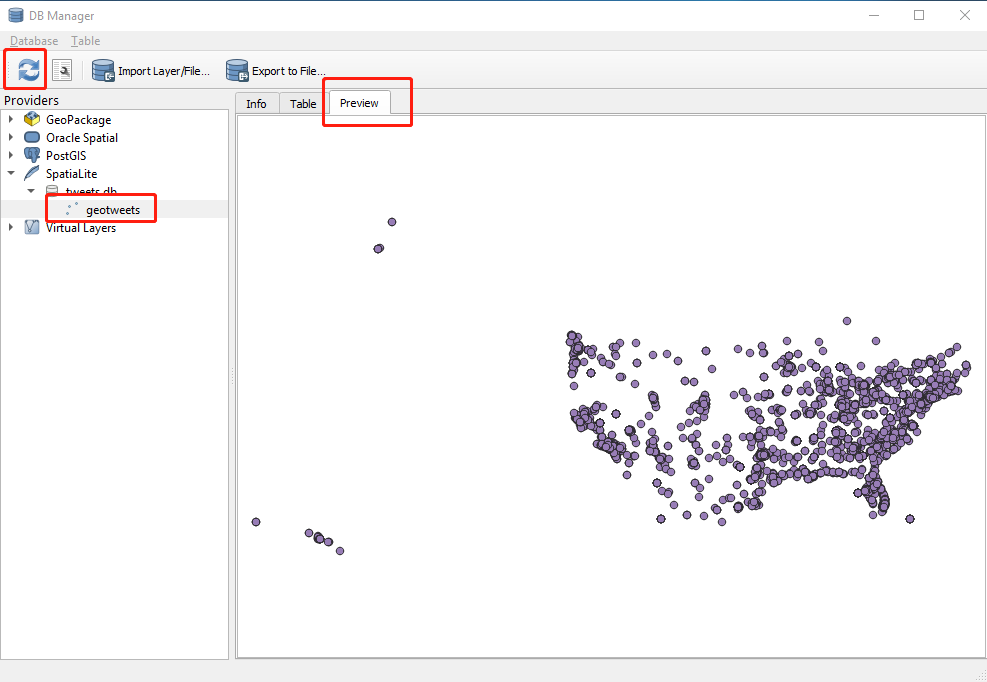 DB Manager
Database Table
Import Layer/File... Export to File...
Providers
Info Table Preview
GeoPackage
Oracle Spatial
PostGIS
SpatiaLite
tweets.db
geotweets
Virtual Layers